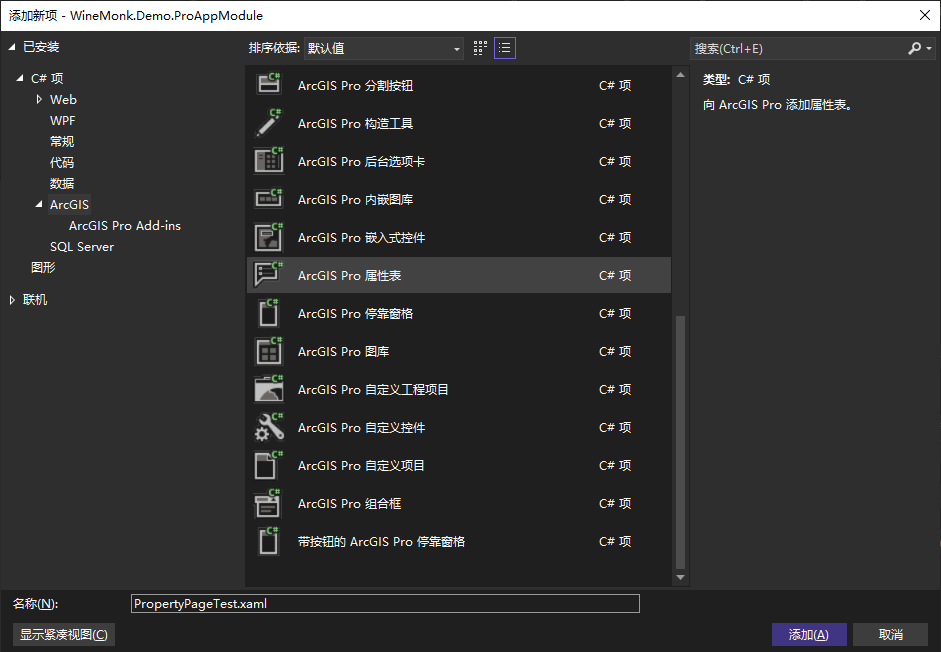 添加新项 - WineMonk.Demo.ProAppModule
已安装
C# 项
Web
WPF
常规
代码
数据
ArcGIS
ArcGIS Pro Add-ins
SQL Server
图形
联机
排序依据: 默认值
ArcGIS Pro 分割按钮 C# 项
ArcGIS Pro 构造工具 C# 项
ArcGIS Pro 后台选项卡 C# 项
ArcGIS Pro 内嵌图库 C# 项
ArcGIS Pro 嵌入式控件 C# 项
ArcGIS Pro 属性表 C# 项
ArcGIS Pro 停靠窗格 C# 项
ArcGIS Pro 图库 C# 项
ArcGIS Pro 自定义工程项目 C# 项
ArcGIS Pro 自定义控件 C# 项
ArcGIS Pro 自定义项目 C# 项
ArcGIS Pro 组合框 C# 项
带按钮的 ArcGIS Pro 停靠窗格 C# 项
搜索(Ctrl+E)
类型: C# 项
向 ArcGIS Pro 添加属性表。
名称(N): PropertyPageTest.xaml
显示紧凑视图(C) 添加(A) 取消